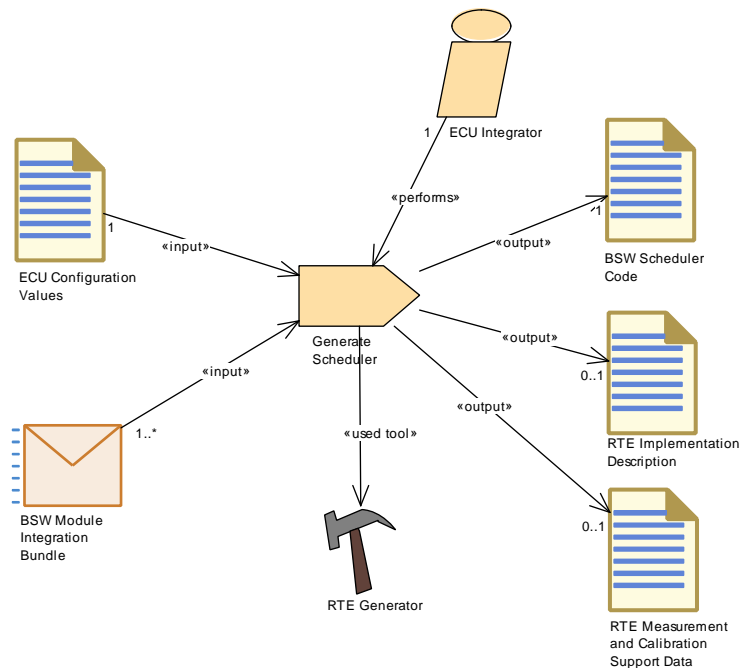 1
ECU Integrator
«performs»
1
«input»
ECU Configuration
Values
«output»
1
BSW Scheduler
Code
Generate
Scheduler
«output»
0..1
RTE Implementation
Description
«input»
1..*
BSW Module
Integration
Bundle
«used tool»
RTE Generator
«output»
0..1
RTE Measurement
and Calibration
Support Data